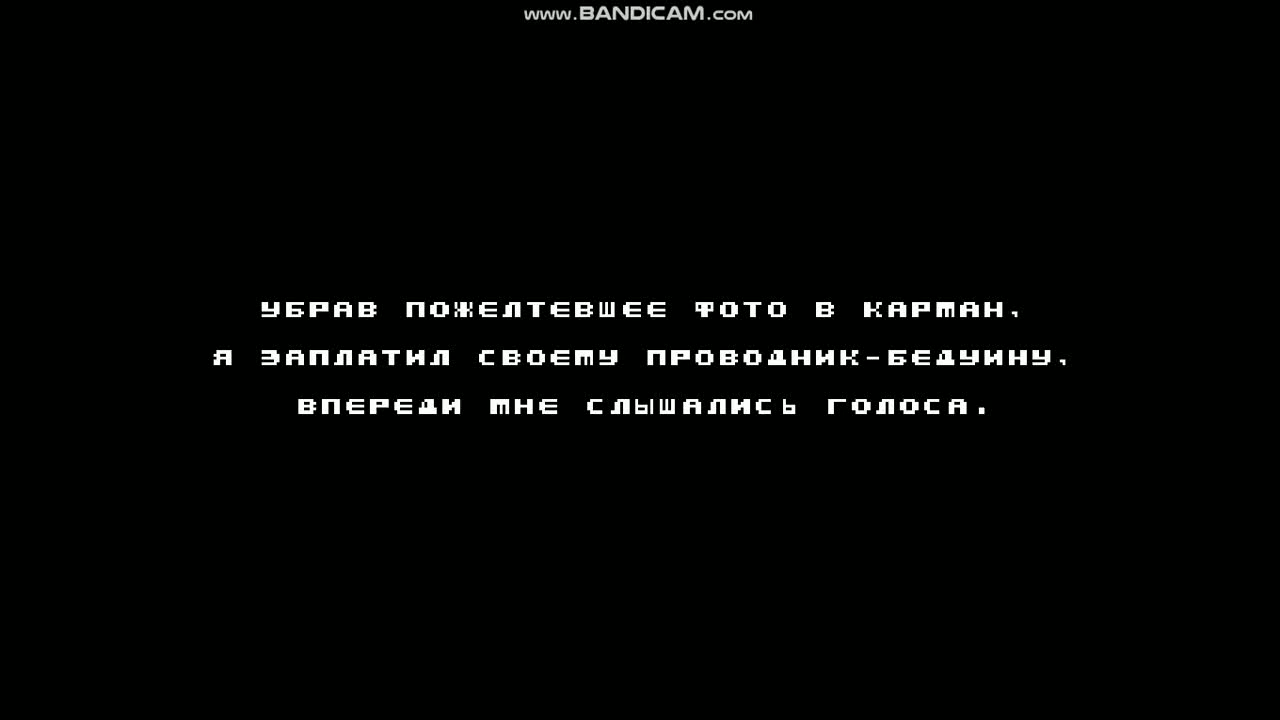 www.BANDICAM.com
УБРАВ ПОЖЕЛТЕВШЕЕ ФОТО В КАРМАН,
Я ЗАПЛАТИЛ СВОЕМУ ПРОВОДНИК-БЕДУИНУ,
ВПЕРЕДИ МНЕ СЛЫШАЛИСЬ ГОЛОСА.